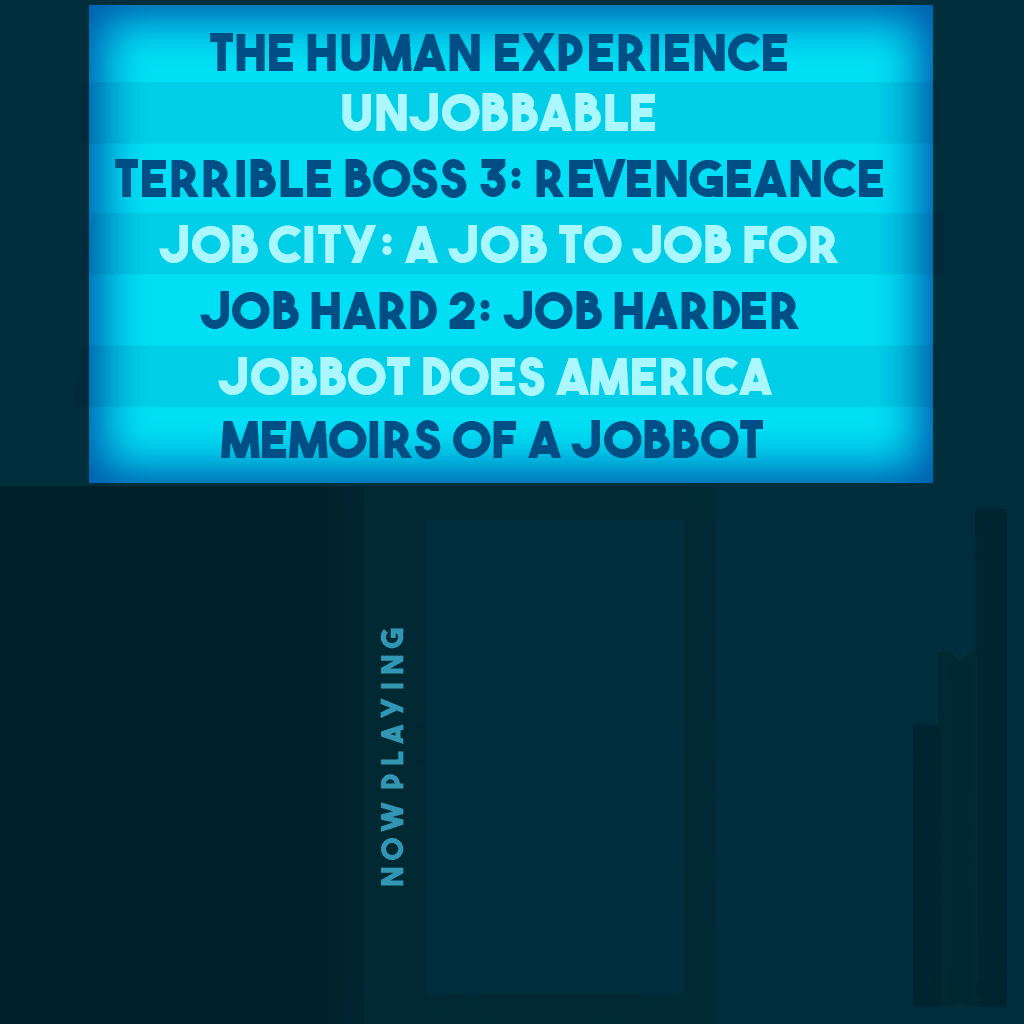 THE HUMAN EXPERIENCE
UNJOBBABLE
TERRIBLE BOSS 3: REVENGEANCE
JOB CITY: A JOB TO JOB FOR
JOB HARD 2: JOB HARDER
JOBBOT DOES AMERICA
MEMOIRS OF A JOBBOT
NOW PLAYING